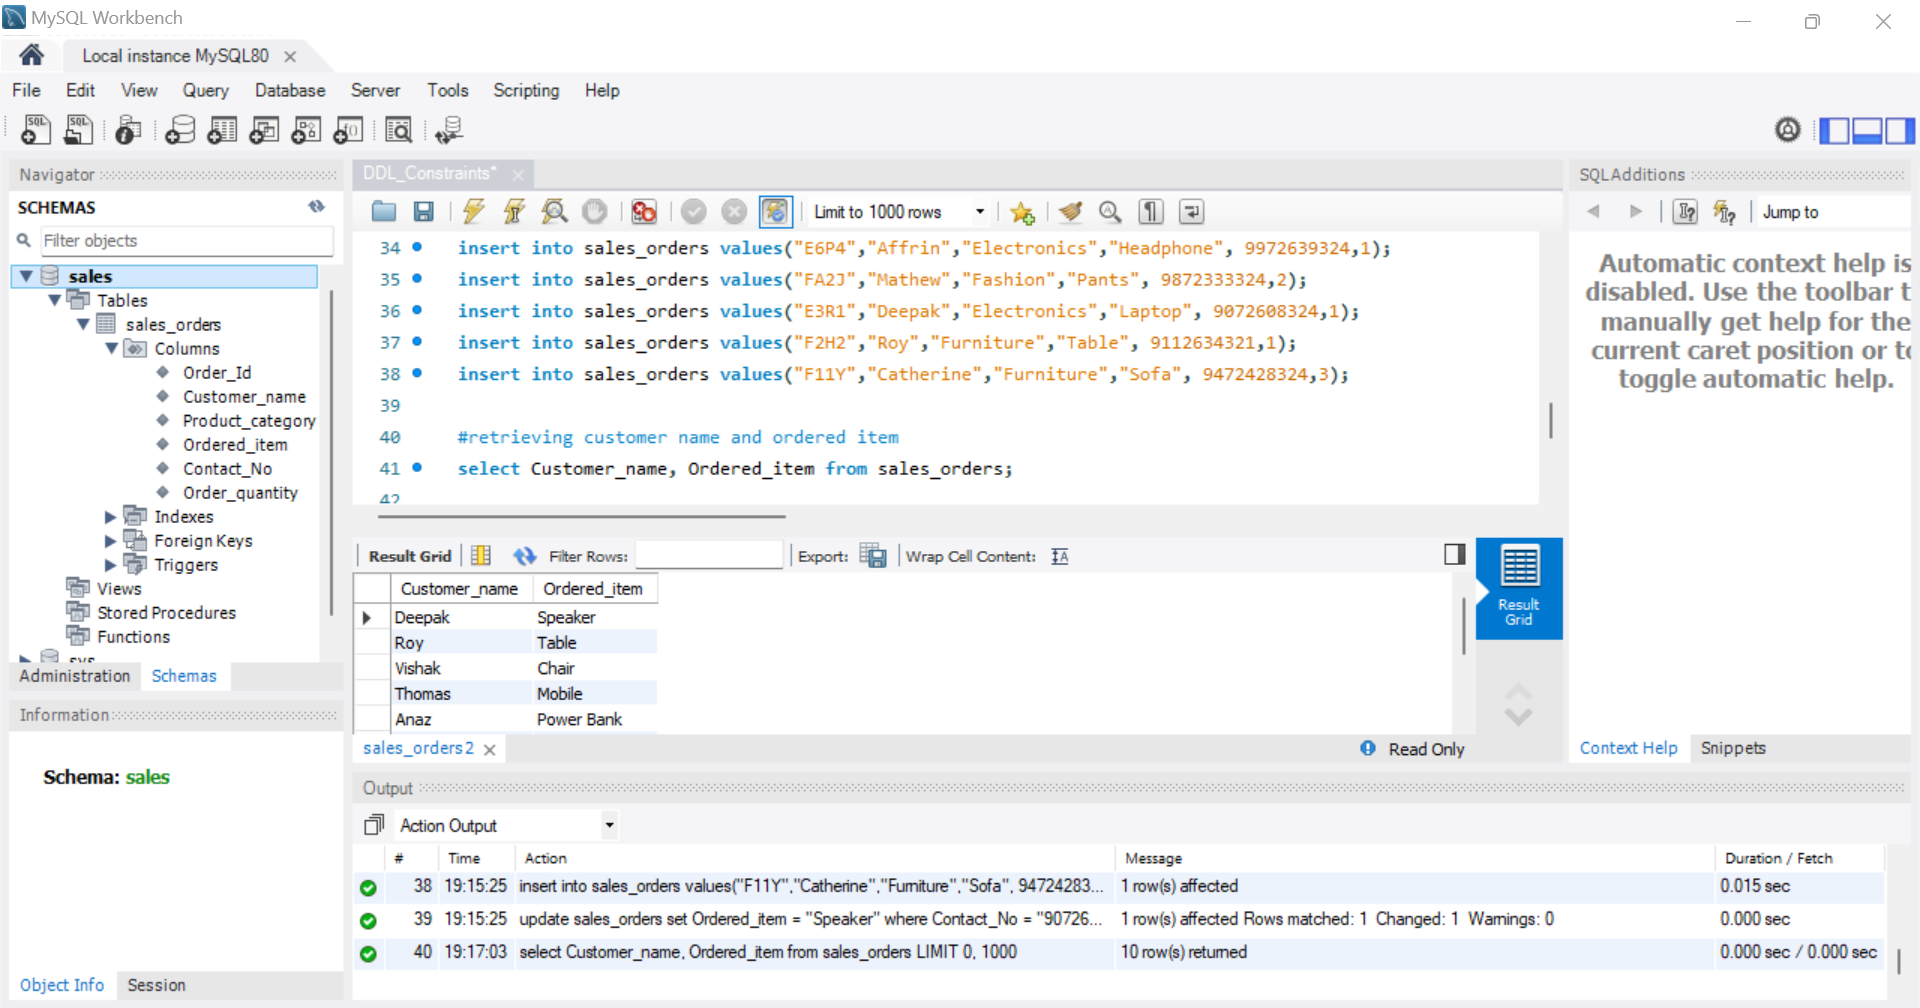 MySQL Workbench
Local instance MySQL80
File Edit View Query Database Server Tools Scripting Help
Navigator
SCHEMAS
Filter objects
sales
Tables
sales_orders
Columns
Order_Id
Customer_name
Product_category
Ordered_item
Contact_No
Order_quantity
Indexes
Foreign Keys
Triggers
Views
Stored Procedures
Functions
sys
Administration Schemas
Information
Schema: sales
Object Info Session
DDL_Constraints*
Limit to 1000 rows
34 insert into sales_orders values("E6P4","Affrin","Electronics","Headphone", 9972639324,1);
35 insert into sales_orders values("FA2J","Mathew","Fashion","Pants", 9872333324,2);
36 insert into sales_orders values("E3R1","Deepak","Electronics","Laptop", 9072608324,1);
37 insert into sales_orders values("F2H2","Roy","Furniture","Table", 9112634321,1);
38 insert into sales_orders values("F11Y","Catherine","Furniture","Sofa", 9472428324,3);
39
40 #retrieving customer name and ordered item
41 select Customer_name, Ordered_item from sales_orders;
42
Result Grid Filter Rows: Export: Wrap Cell Content:
Customer_name Ordered_item
Deepak Speaker
Roy Table
Vishak Chair
Thomas Mobile
Anaz Power Bank
Result
Grid
sales_orders2
Read Only
SQLAdditions
Jump to
Automatic context help is
disabled. Use the toolbar t
manually get help for the
current caret position or to
toggle automatic help.
Context Help Snippets
Output
Action Output
# Time Action Message Duration / Fetch
38 19:15:25 insert into sales_orders values("F11Y","Catherine","Furniture","Sofa", 94724283... 1 row(s) affected 0.015 sec
39 19:15:25 update sales_orders set Ordered_item = "Speaker" where Contact_No = "90726... 1 row(s) affected Rows matched: 1 Changed: 1 Warnings: 0 0.000 sec
40 19:17:03 select Customer_name, Ordered_item from sales_orders LIMIT 0, 1000 10 row(s) returned 0.000 sec / 0.000 sec